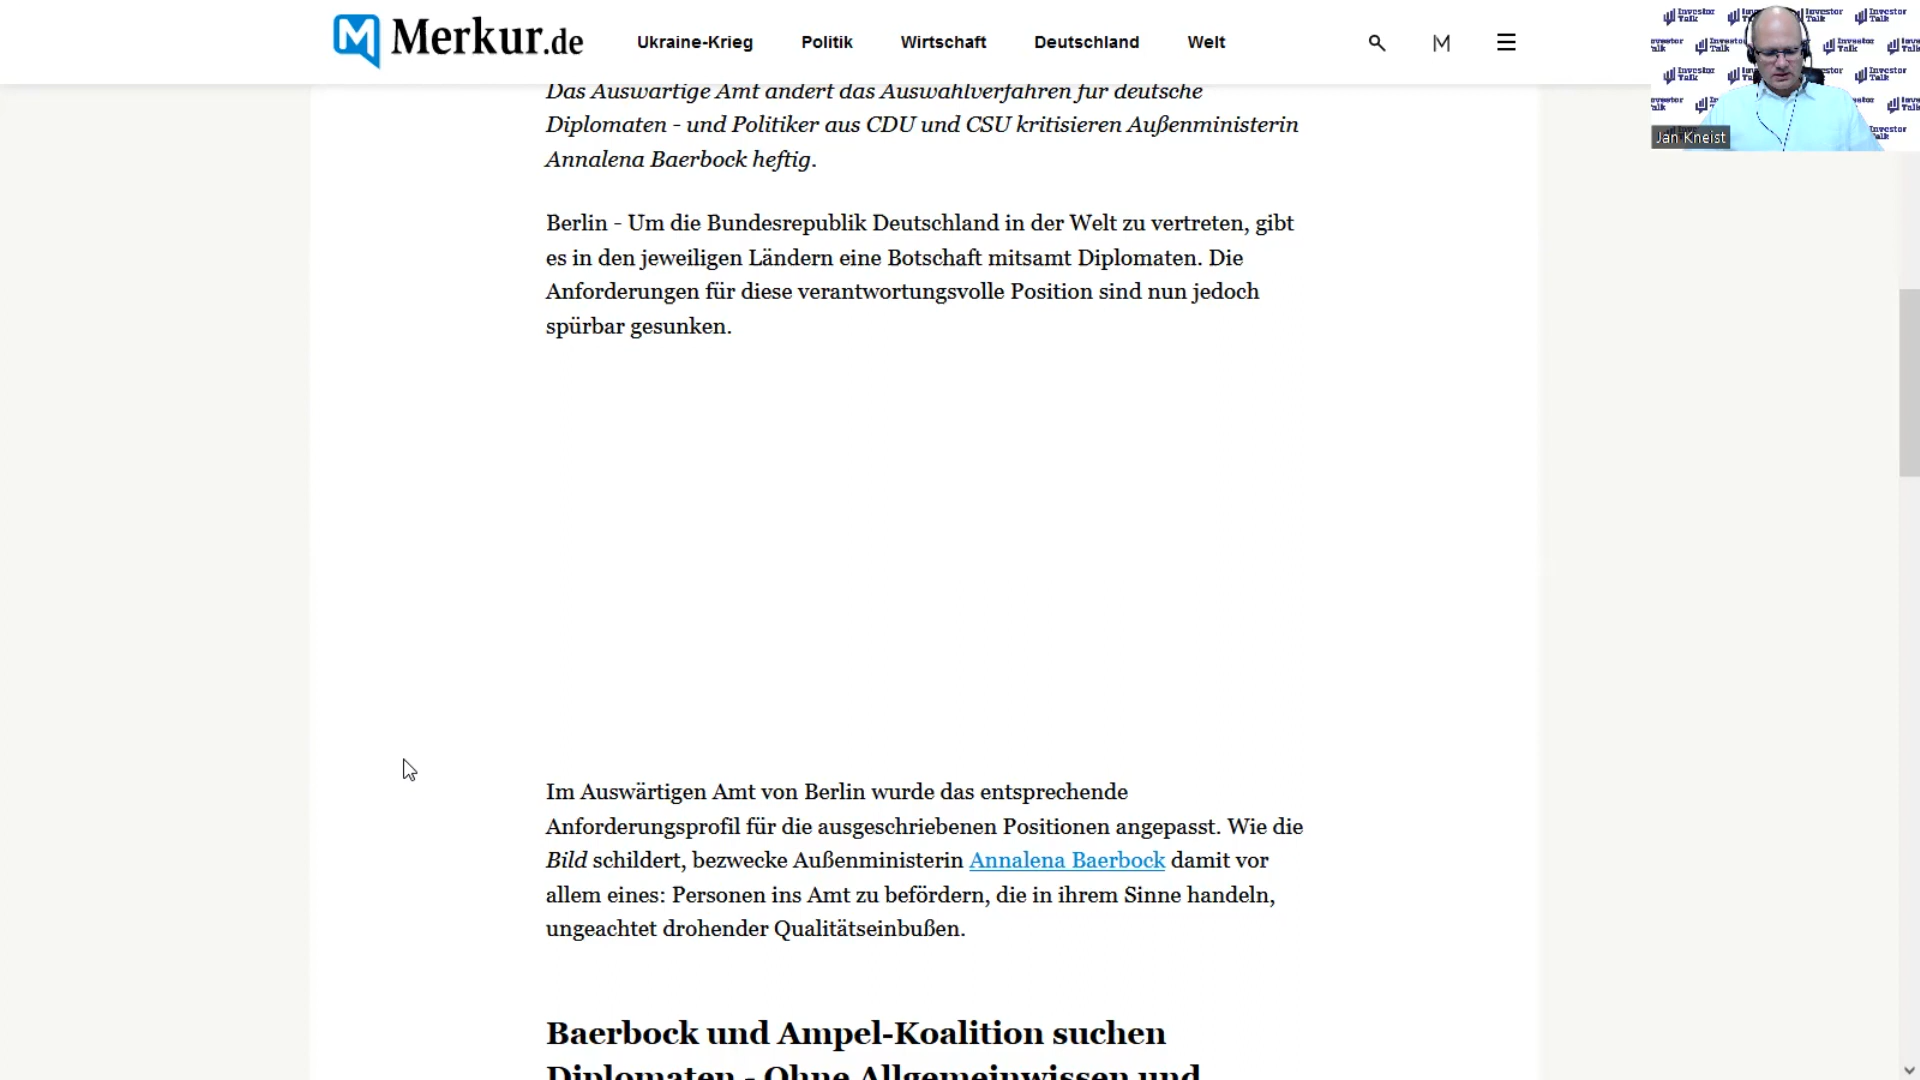 Merkur.de
Ukraine-Krieg Politik Wirtschaft Deutschland Welt
M
Jan Kneist
Das Auswärtige Amt ändert das Auswahlverfahren für deutsche
Diplomaten - und Politiker aus CDU und CSU kritisieren Außenministerin
Annalena Baerbock heftig.
Berlin - Um die Bundesrepublik Deutschland in der Welt zu vertreten, gibt
es in den jeweiligen Ländern eine Botschaft mitsamt Diplomaten. Die
Anforderungen für diese verantwortungsvolle Position sind nun jedoch
spürbar gesunken.
Im Auswärtigen Amt von Berlin wurde das entsprechende
Anforderungsprofil für die ausgeschriebenen Positionen angepasst. Wie die
Bild schildert, bezwecke Außenministerin Annalena Baerbock damit vor
allem eines: Personen ins Amt zu befördern, die in ihrem Sinne handeln,
ungeachtet drohender Qualitätseinbußen.
Baerbock und Ampel-Koalition suchen
Diplomaten - Ohne Allgemeinwissen und